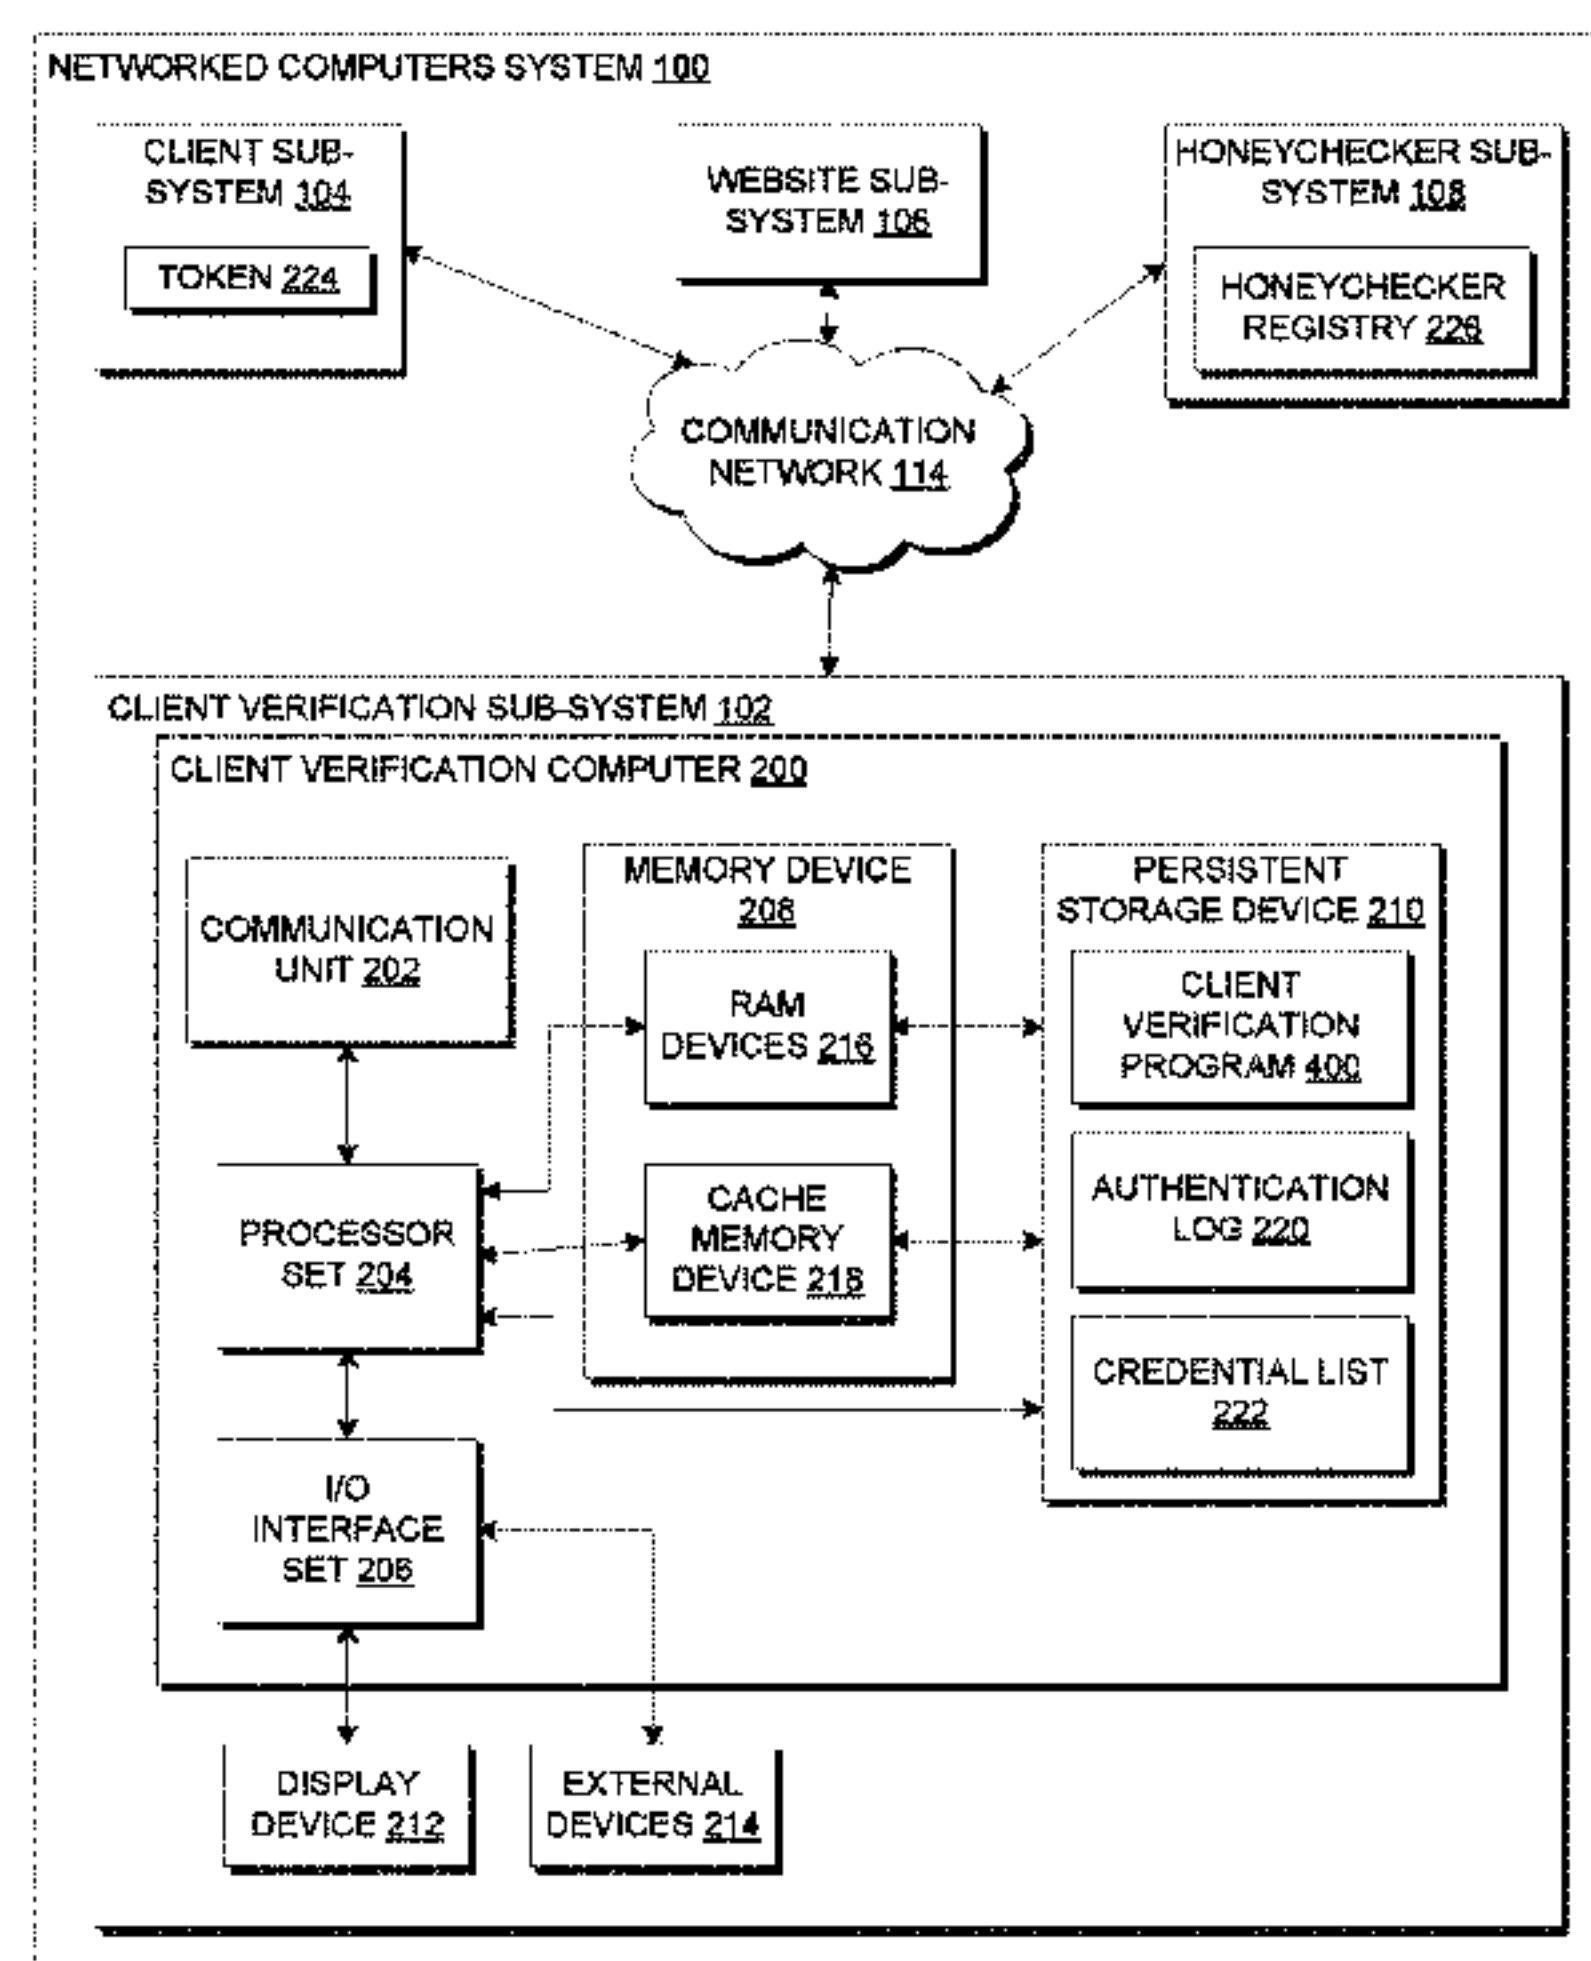 NETWORKED COMPUTERS SYSTEM 100
CLIENT SUB-
SYSTEM 104
TOKEN 224
WEBSITE SUB-
SYSTEM 106
HONEYCHECKER SUB-
SYSTEM 108
HONEYCHECKER
REGISTRY 226
COMMUNICATION
NETWORK 114
CLIENT VERIFICATION SUB-SYSTEM 102
CLIENT VERIFICATION COMPUTER 200
COMMUNICATION
UNIT 202
MEMORY DEVICE
208
PERSISTENT
STORAGE DEVICE 210
RAM
DEVICES 216
CLIENT
VERIFICATION
PROGRAM 400
PROCESSOR
SET 204
CACHE
MEMORY
DEVICE 218
AUTHENTICATION
LOG 220
CREDENTIAL LIST
222
I/O
INTERFACE
SET 206
DISPLAY
DEVICE 212
EXTERNAL
DEVICES 214